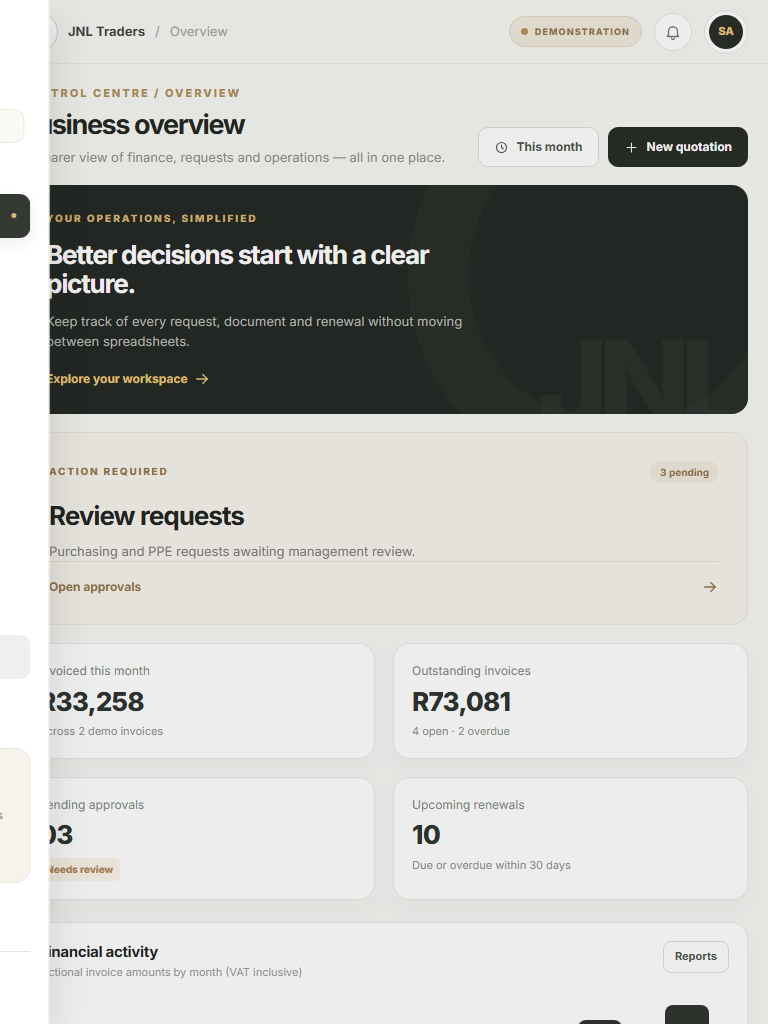 JNL Traders / Overview
DEMONSTRATION
SA
TROL CENTRE / OVERVIEW
siness overview
arer view of finance, requests and operations — all in one place.
This month
New quotation
YOUR OPERATIONS, SIMPLIFIED
Better decisions start with a clear
picture.
Keep track of every request, document and renewal without moving
between spreadsheets.
Explore your workspace
JNL
ACTION REQUIRED
3 pending
Review requests
Purchasing and PPE requests awaiting management review.
Open approvals
voiced this month
R33,258
cross 2 demo invoices
Outstanding invoices
R73,081
4 open · 2 overdue
ending approvals
03
Needs review
Upcoming renewals
10
Due or overdue within 30 days
inancial activity
ctional invoice amounts by month (VAT inclusive)
Reports
s